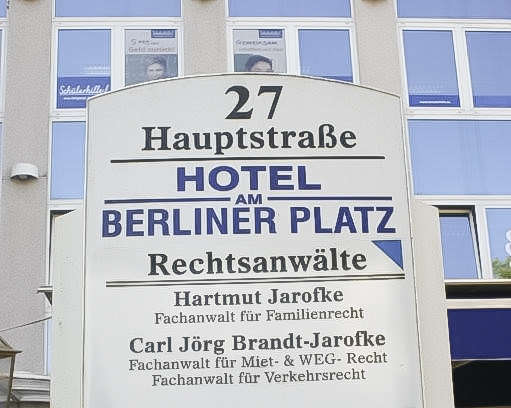 Schülerhilfe!
27
Hauptstraße
HOTEL
AM
BERLINER PLATZ
Rechtsanwälte
Hartmut Jarofke
Fachanwalt für Familienrecht
Carl Jörg Brandt-Jarofke
Fachanwalt für Miet- & WEG- Recht
Fachanwalt für Verkehrsrecht